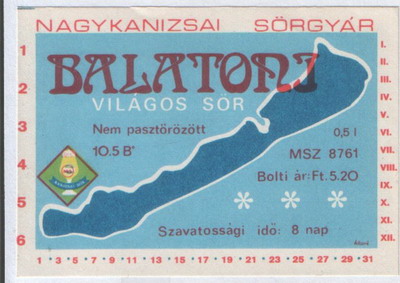 NAGYKANIZSAI SÖRGYÁR
BALATONI
VILÁGOS SÖR
Nem pasztőrözött
0,5 l
10.5 B°
MSZ 8761
Bolti ár: Ft. 5.20
* * *
Szavatossági idő: 8 nap
1
2
3
4
5
6
I.
II.
III.
IV.
V.
VI.
VII.
VIII.
IX.
X.
XI.
XII.
1 • 3 • 5 • 7 • 9 • 11 • 13 • 15 • 17 • 19 • 21 • 23 • 25 • 27 • 29 • 31